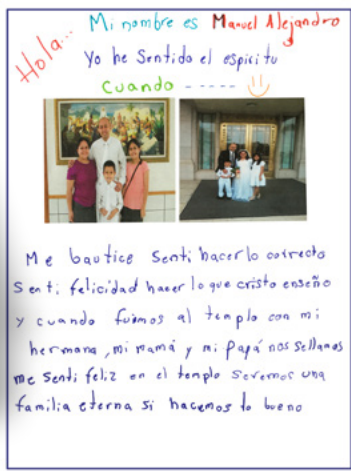 Hola...
Mi nombre es Manuel Alejandro
Yo he Sentido el espiritu
Cuando -----
Me bautice Senti hacer lo correcto
Senti felicidad hacer lo que cristo enseño
y cuando fuimos al templo con mi
hermana, mi mamá y mi papá nos sellamos
me Senti feliz en el templo Seremos una
familia eterna si hacemos lo bueno